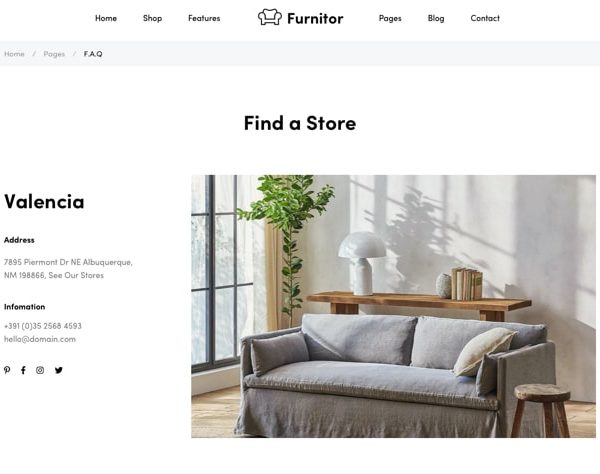 Home Shop Features Furnitor Pages Blog Contact
Home / Pages / F.A.Q
Find a Store
Valencia
Address
7895 Piermont Dr NE Albuquerque,
NM 198866, See Our Stores
Infomation
+391 (0)35 2568 4593
hello@domain.com